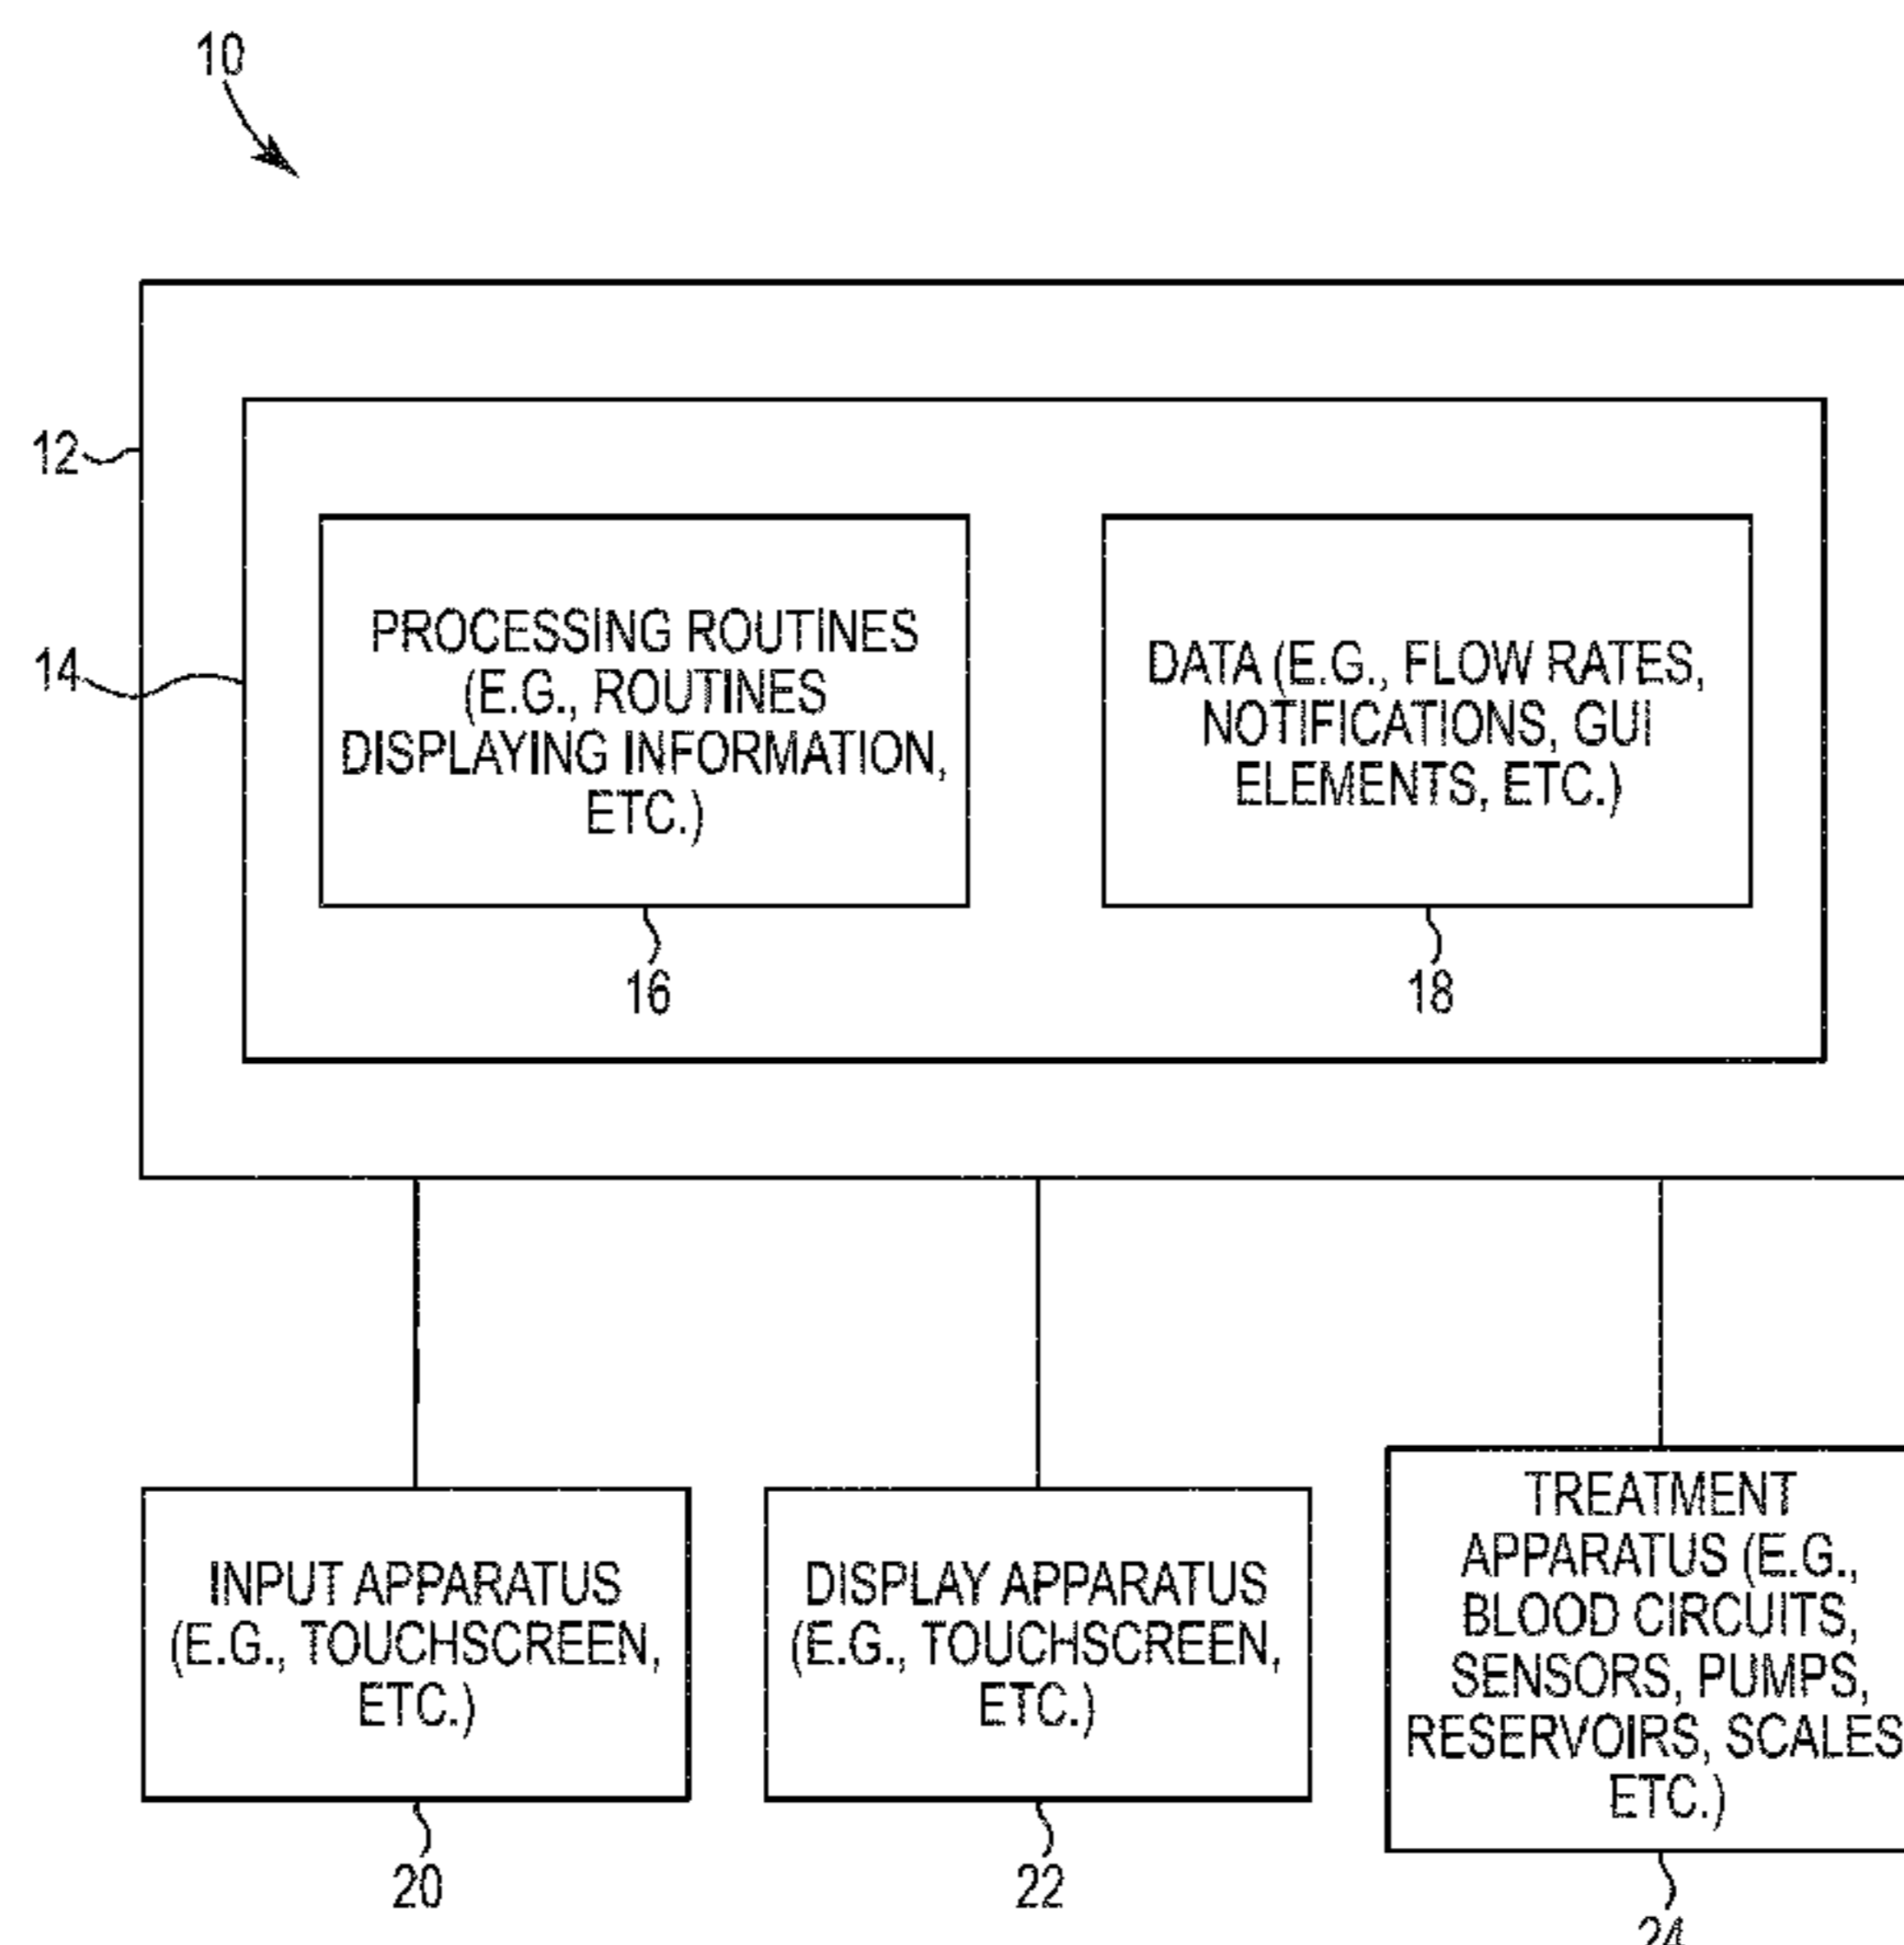 10
12
14
PROCESSING ROUTINES
(E.G., ROUTINES
DISPLAYING INFORMATION,
ETC.)
16
DATA (E.G., FLOW RATES,
NOTIFICATIONS, GUI
ELEMENTS, ETC.)
18
INPUT APPARATUS
(E.G., TOUCHSCREEN,
ETC.)
20
DISPLAY APPARATUS
(E.G., TOUCHSCREEN,
ETC.)
22
TREATMENT
APPARATUS (E.G.,
BLOOD CIRCUITS,
SENSORS, PUMPS,
RESERVOIRS, SCALES
ETC.)
24